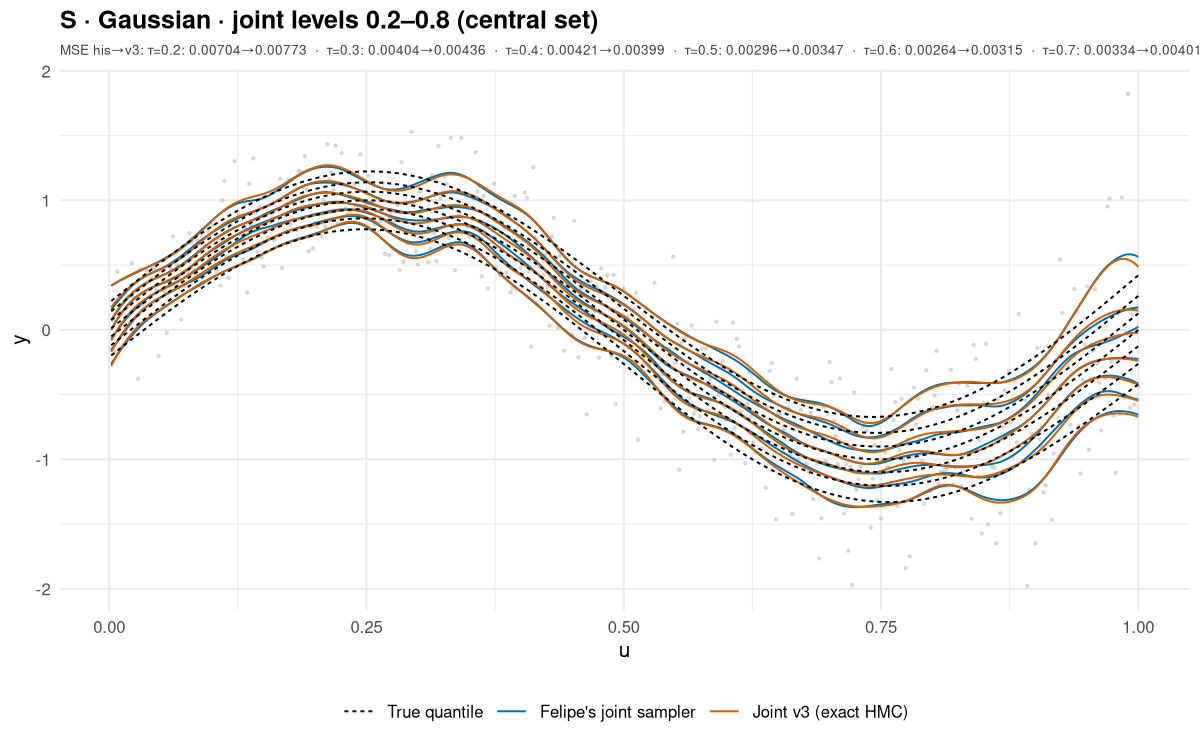 S · Gaussian · joint levels 0.2–0.8 (central set)
MSE his→v3: τ=0.2: 0.00704→0.00773 · τ=0.3: 0.00404→0.00436 · τ=0.4: 0.00421→0.00399 · τ=0.5: 0.00296→0.00347 · τ=0.6: 0.00264→0.00315 · τ=0.7: 0.00334→0.00401
2
1
0
-1
-2
y
0.00 0.25 0.50 0.75 1.00
u
True quantile Felipe's joint sampler Joint v3 (exact HMC)